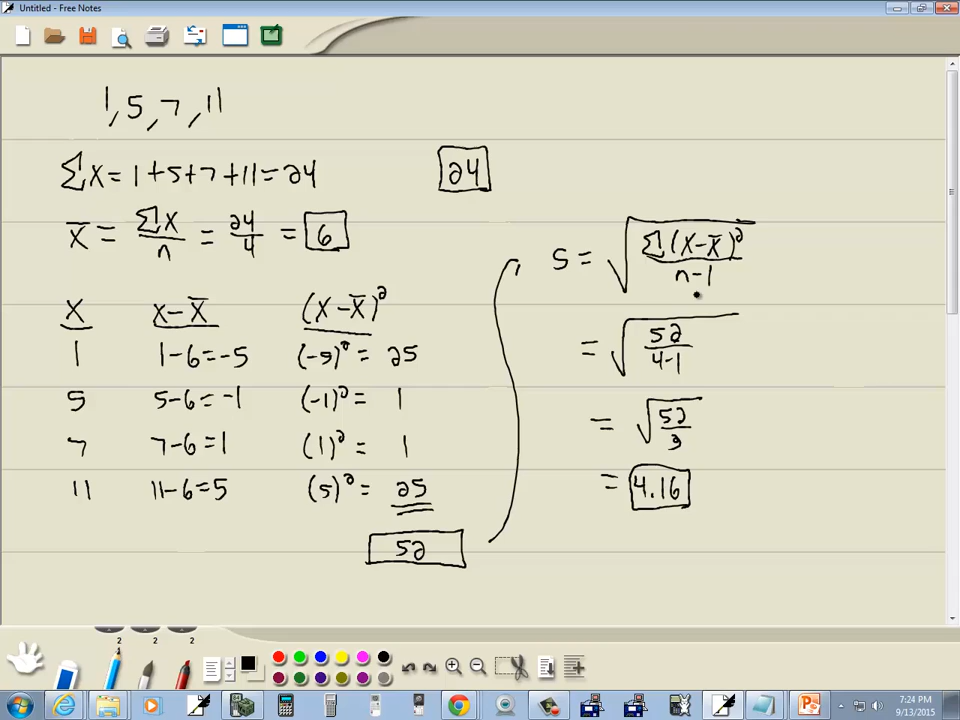 Untitled - Free Notes
1, 5, 7, 11
ΣX = 1+5+7+11 = 24
24
X̅ = ΣX/n = 24/4 = 6
X   x-X̅   (X-X̅)²
1   1-6=-5   (-5)² = 25
5   5-6=-1   (-1)² = 1
7   7-6=1   (1)² = 1
11   11-6=5   (5)² = 25
52
S = √(Σ(X-X̅)²/(n-1))
= √(52/(4-1))
= √(52/3)
= 4.16
2 2 2
7:24 PM
9/13/2015